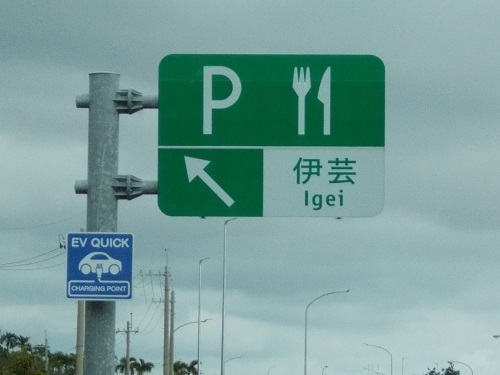 P
伊芸
Igei
EV QUICK
CHARGING POINT